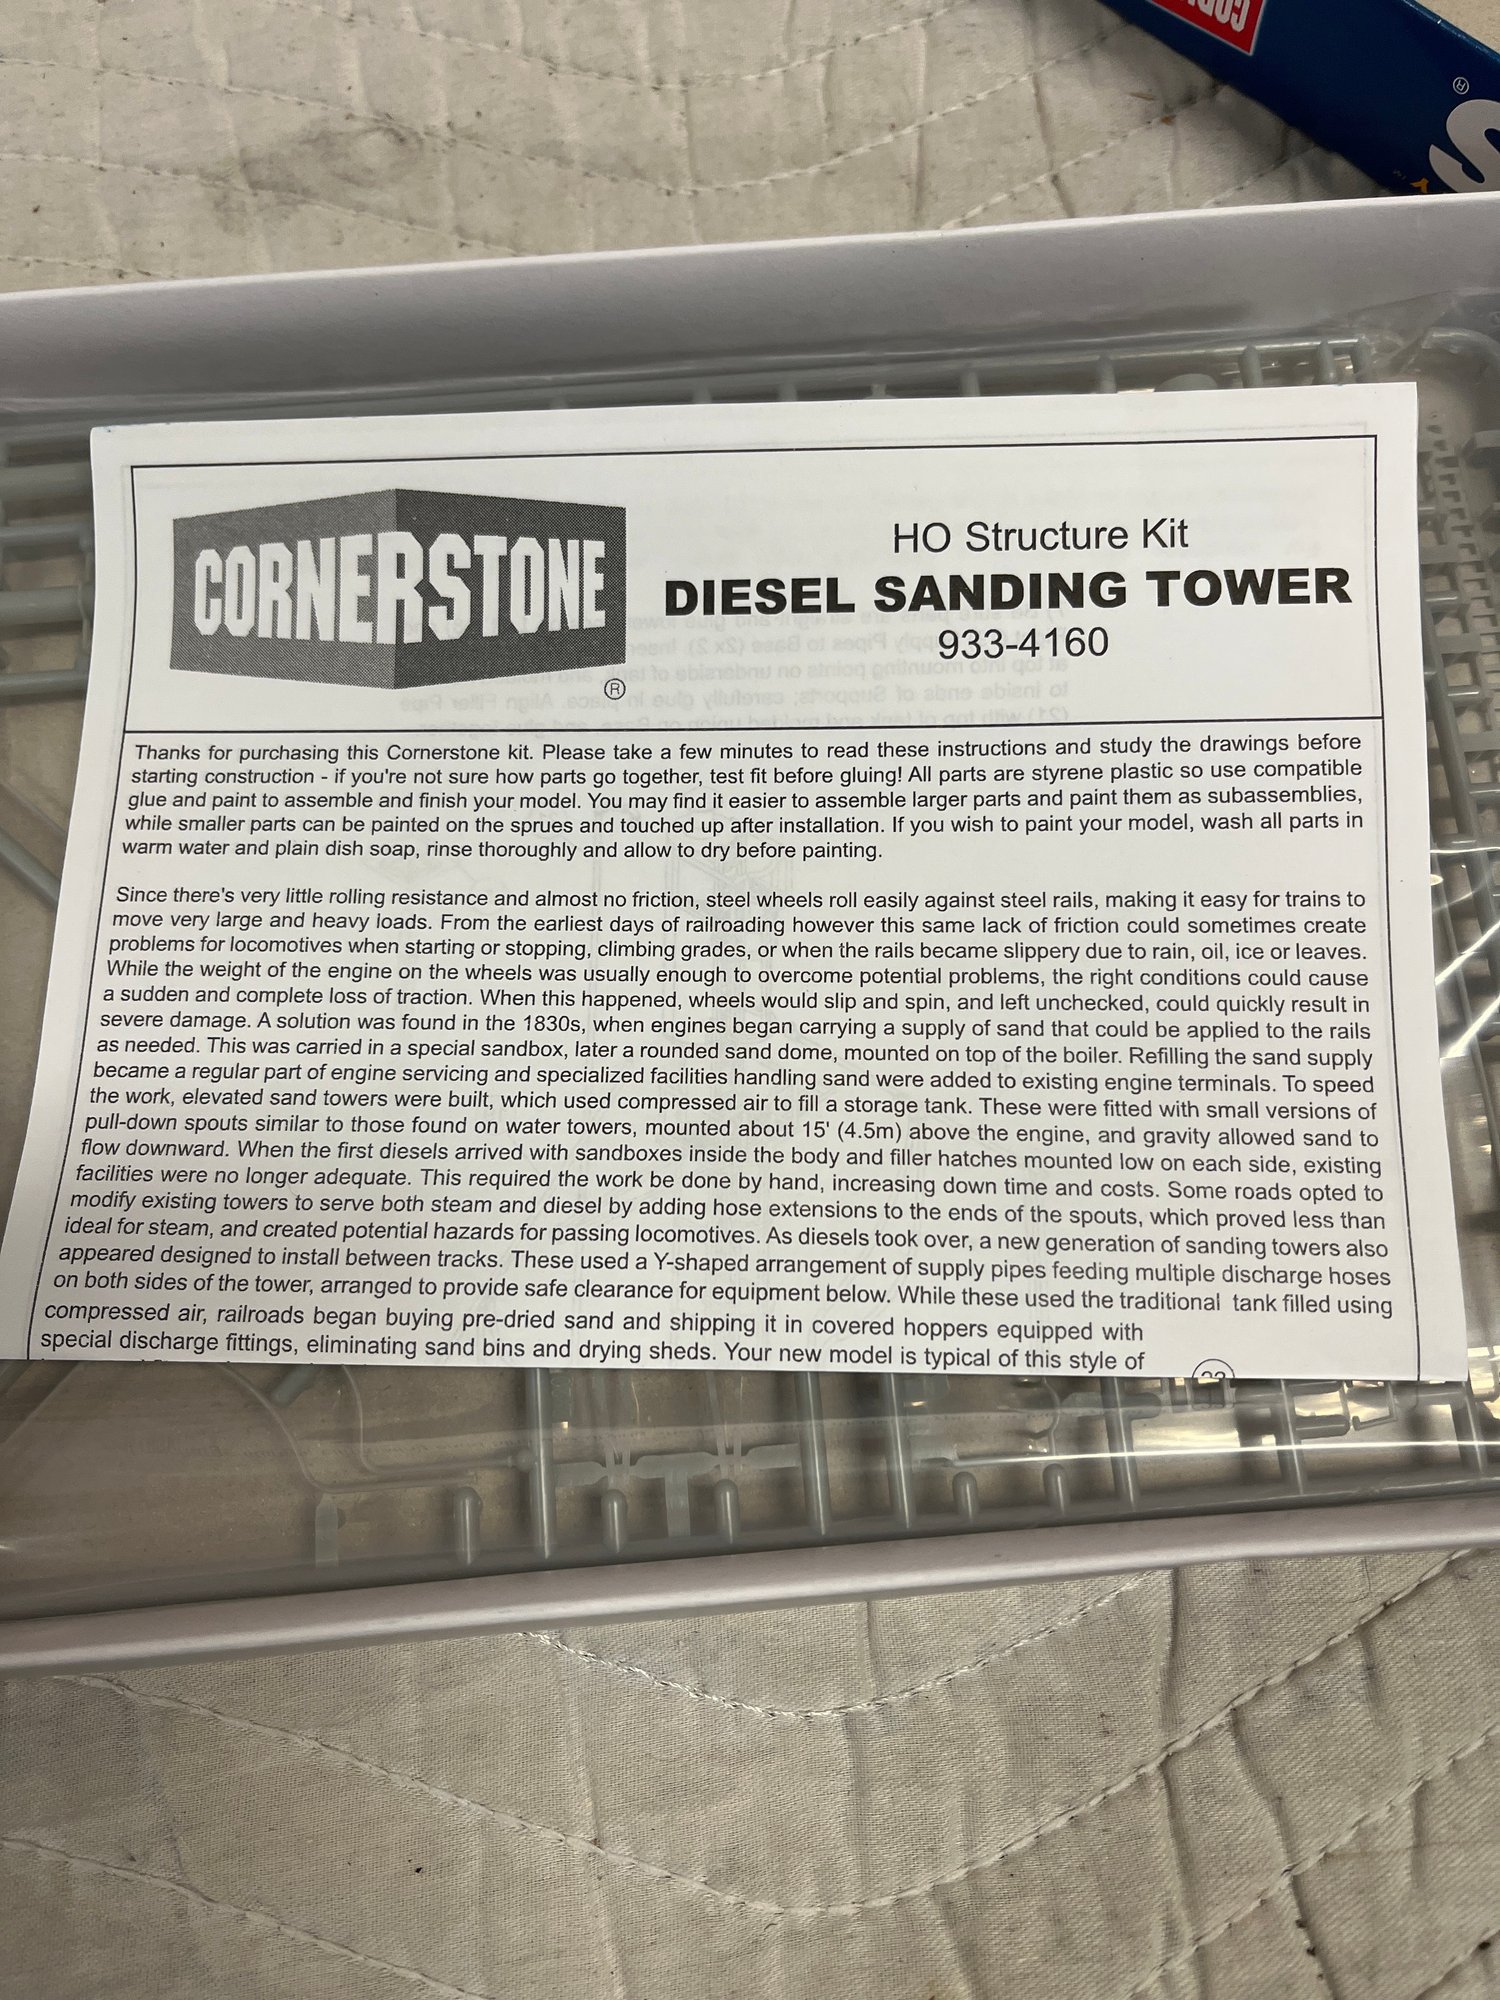 CORNERSTONE
®
HO Structure Kit
DIESEL SANDING TOWER
933-4160
Thanks for purchasing this Cornerstone kit. Please take a few minutes to read these instructions and study the drawings before
starting construction - if you're not sure how parts go together, test fit before gluing! All parts are styrene plastic so use compatible
glue and paint to assemble and finish your model. You may find it easier to assemble larger parts and paint them as subassemblies,
while smaller parts can be painted on the sprues and touched up after installation. If you wish to paint your model, wash all parts in
warm water and plain dish soap, rinse thoroughly and allow to dry before painting.
Since there's very little rolling resistance and almost no friction, steel wheels roll easily against steel rails, making it easy for trains to
move very large and heavy loads. From the earliest days of railroading however this same lack of friction could sometimes create
problems for locomotives when starting or stopping, climbing grades, or when the rails became slippery due to rain, oil, ice or leaves.
While the weight of the engine on the wheels was usually enough to overcome potential problems, the right conditions could cause
a sudden and complete loss of traction. When this happened, wheels would slip and spin, and left unchecked, could quickly result in
severe damage. A solution was found in the 1830s, when engines began carrying a supply of sand that could be applied to the rails
as needed. This was carried in a special sandbox, later a rounded sand dome, mounted on top of the boiler. Refilling the sand supply
became a regular part of engine servicing and specialized facilities handling sand were added to existing engine terminals. To speed
the work, elevated sand towers were built, which used compressed air to fill a storage tank. These were fitted with small versions of
pull-down spouts similar to those found on water towers, mounted about 15' (4.5m) above the engine, and gravity allowed sand to
flow downward. When the first diesels arrived with sandboxes inside the body and filler hatches mounted low on each side, existing
facilities were no longer adequate. This required the work be done by hand, increasing down time and costs. Some roads opted to
modify existing towers to serve both steam and diesel by adding hose extensions to the ends of the spouts, which proved less than
ideal for steam, and created potential hazards for passing locomotives. As diesels took over, a new generation of sanding towers also
appeared designed to install between tracks. These used a Y-shaped arrangement of supply pipes feeding multiple discharge hoses
on both sides of the tower, arranged to provide safe clearance for equipment below. While these used the traditional tank filled using
compressed air, railroads began buying pre-dried sand and shipping it in covered hoppers equipped with
special discharge fittings, eliminating sand bins and drying sheds. Your new model is typical of this style of